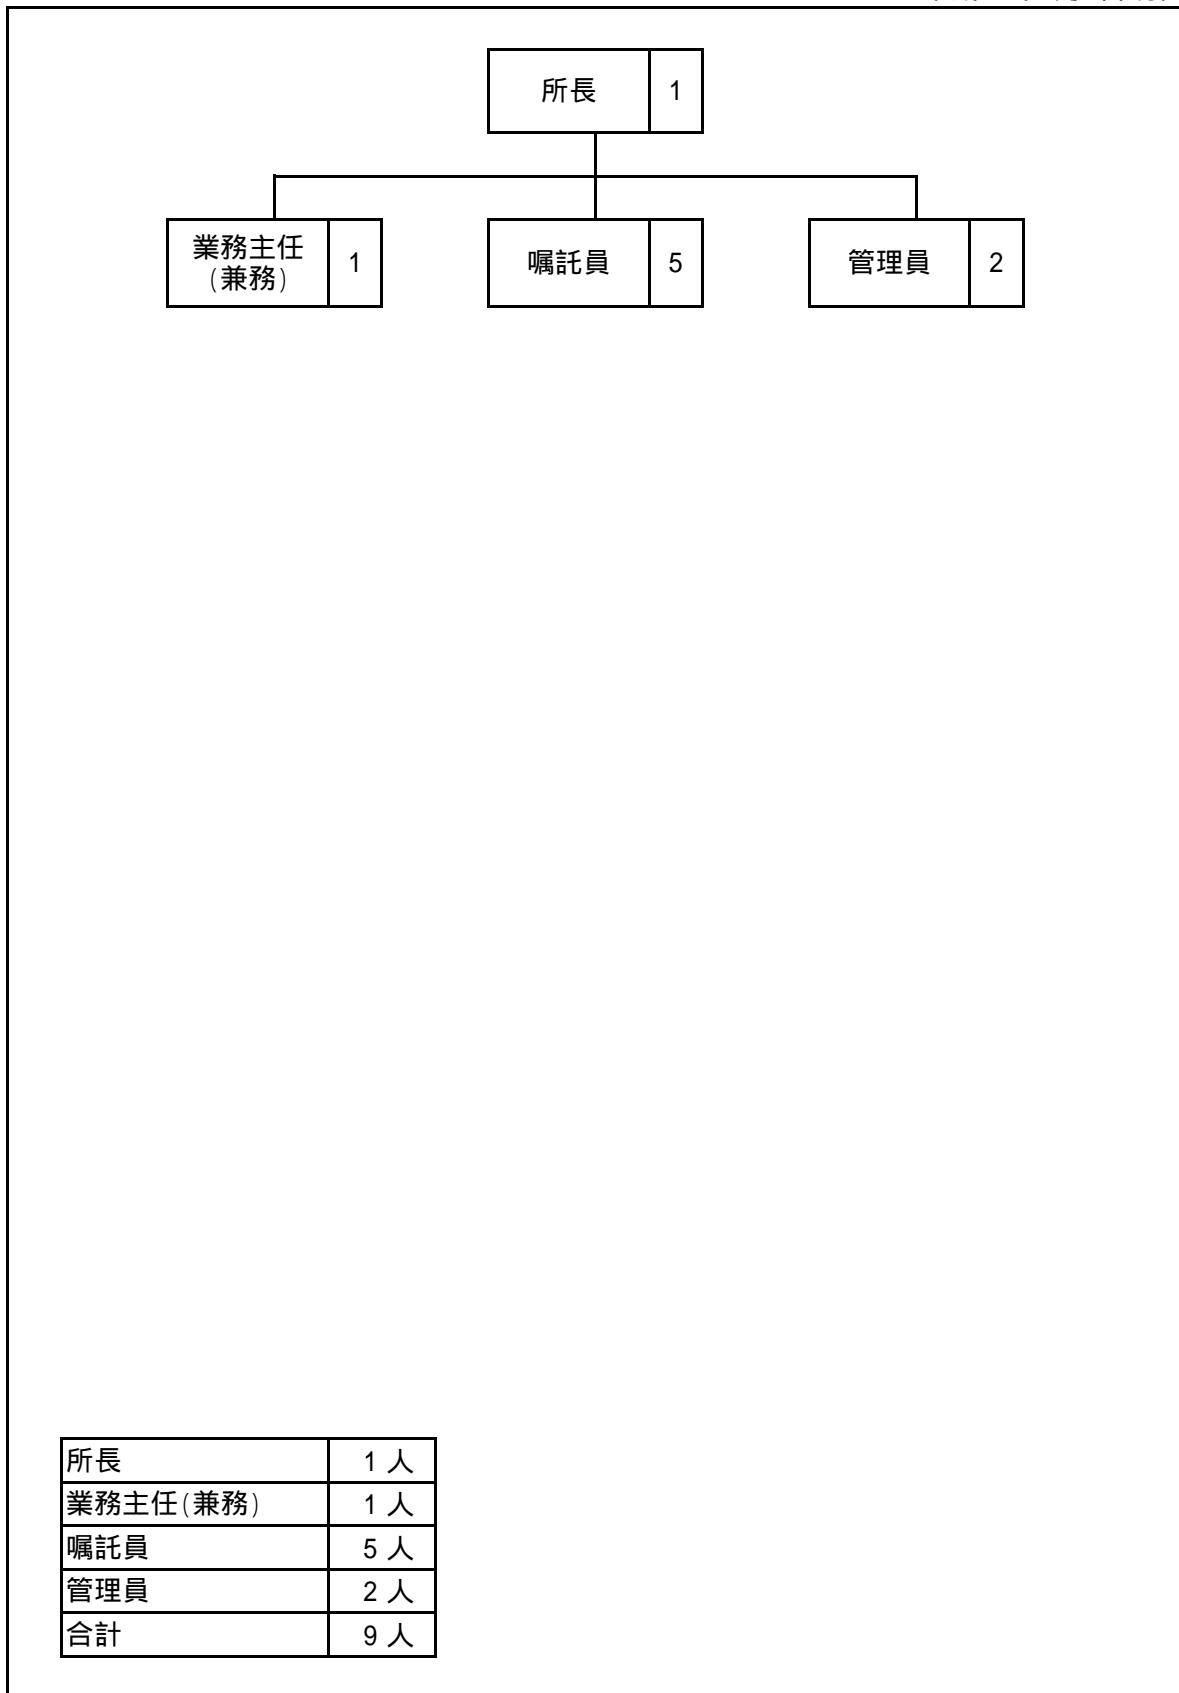 所長 1
業務主任 1
(兼務)
嘱託員 5
管理員 2
所長 1 人
業務主任(兼務) 1 人
嘱託員 5 人
管理員 2 人
合計 9 人